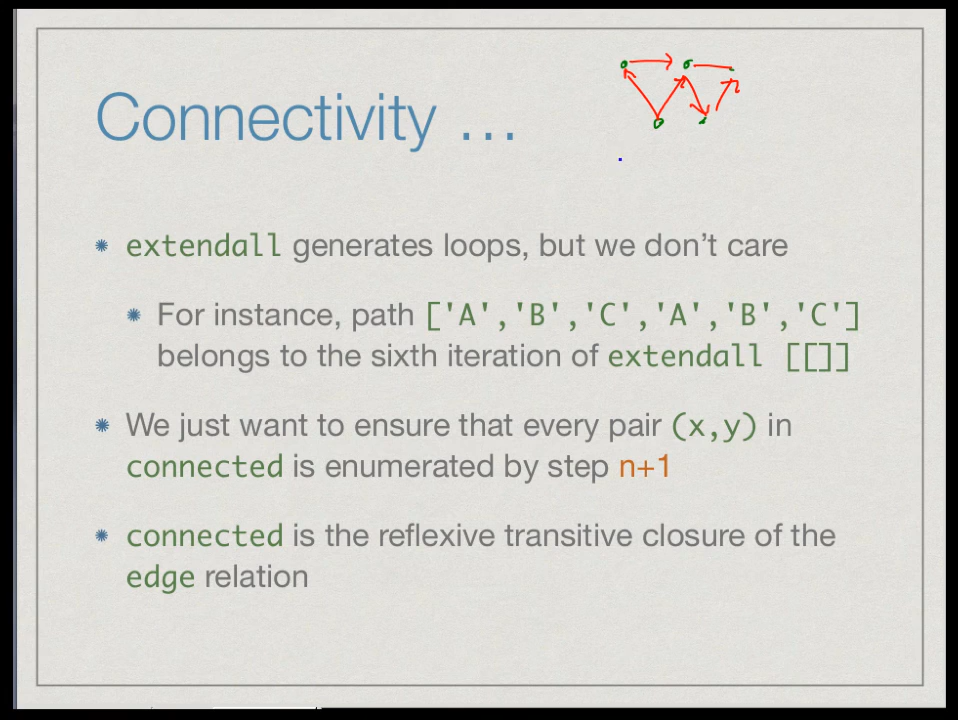 Connectivity …
extendall generates loops, but we don't care
For instance, path ['A','B','C','A','B','C']
belongs to the sixth iteration of extendall [[]]
We just want to ensure that every pair (x,y) in
connected is enumerated by step n+1
connected is the reflexive transitive closure of the
edge relation